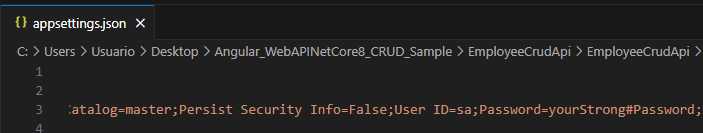 {} appsettings.json ×
C: > Users > Usuario > Desktop > Angular_WebAPINetCore8_CRUD_Sample > EmployeeCrudApi > EmployeeCrudApi >
1
2
3 Catalog=master;Persist Security Info=False;User ID=sa;Password=yourStrong#Password;
4